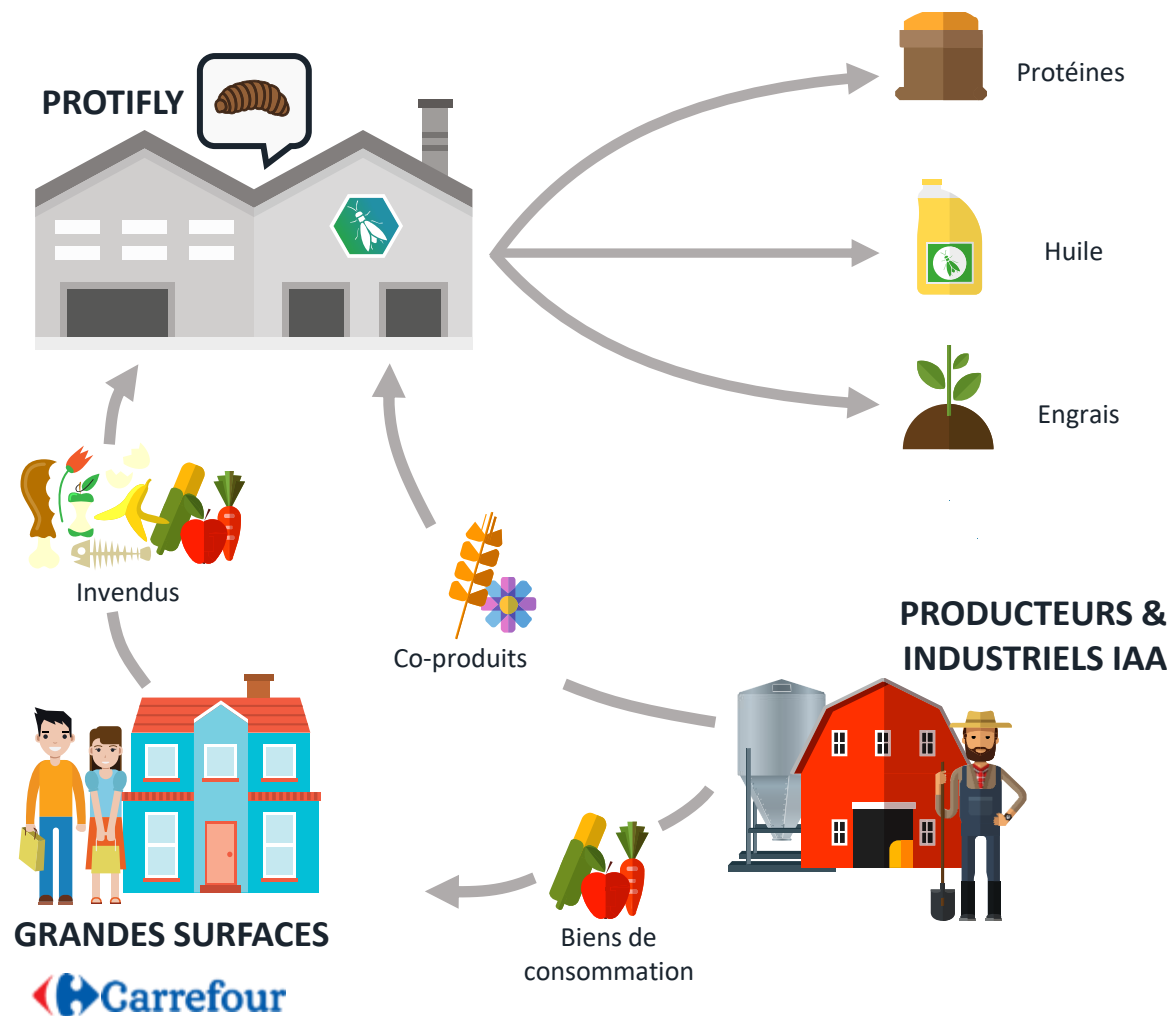 PROTIFLY
Protéines
Huile
Engrais
Invendus
Co-produits
PRODUCTEURS &
INDUSTRIELS IAA
Biens de
consommation
GRANDES SURFACES
Carrefour